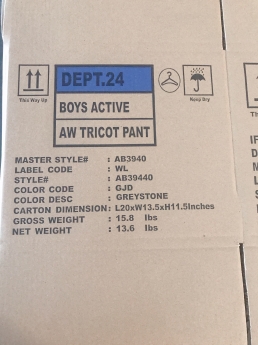 DEPT.24
This Way Up
Keep Dry
BOYS ACTIVE
AW TRICOT PANT
MASTER STYLE# : AB3940
LABEL CODE : WL
STYLE# : AB39440
COLOR CODE : GJD
COLOR DESC : GREYSTONE
CARTON DIMENSION: L20xW13.5xH11.5Inches
GROSS WEIGHT : 15.8 lbs
NET WEIGHT : 13.6 lbs